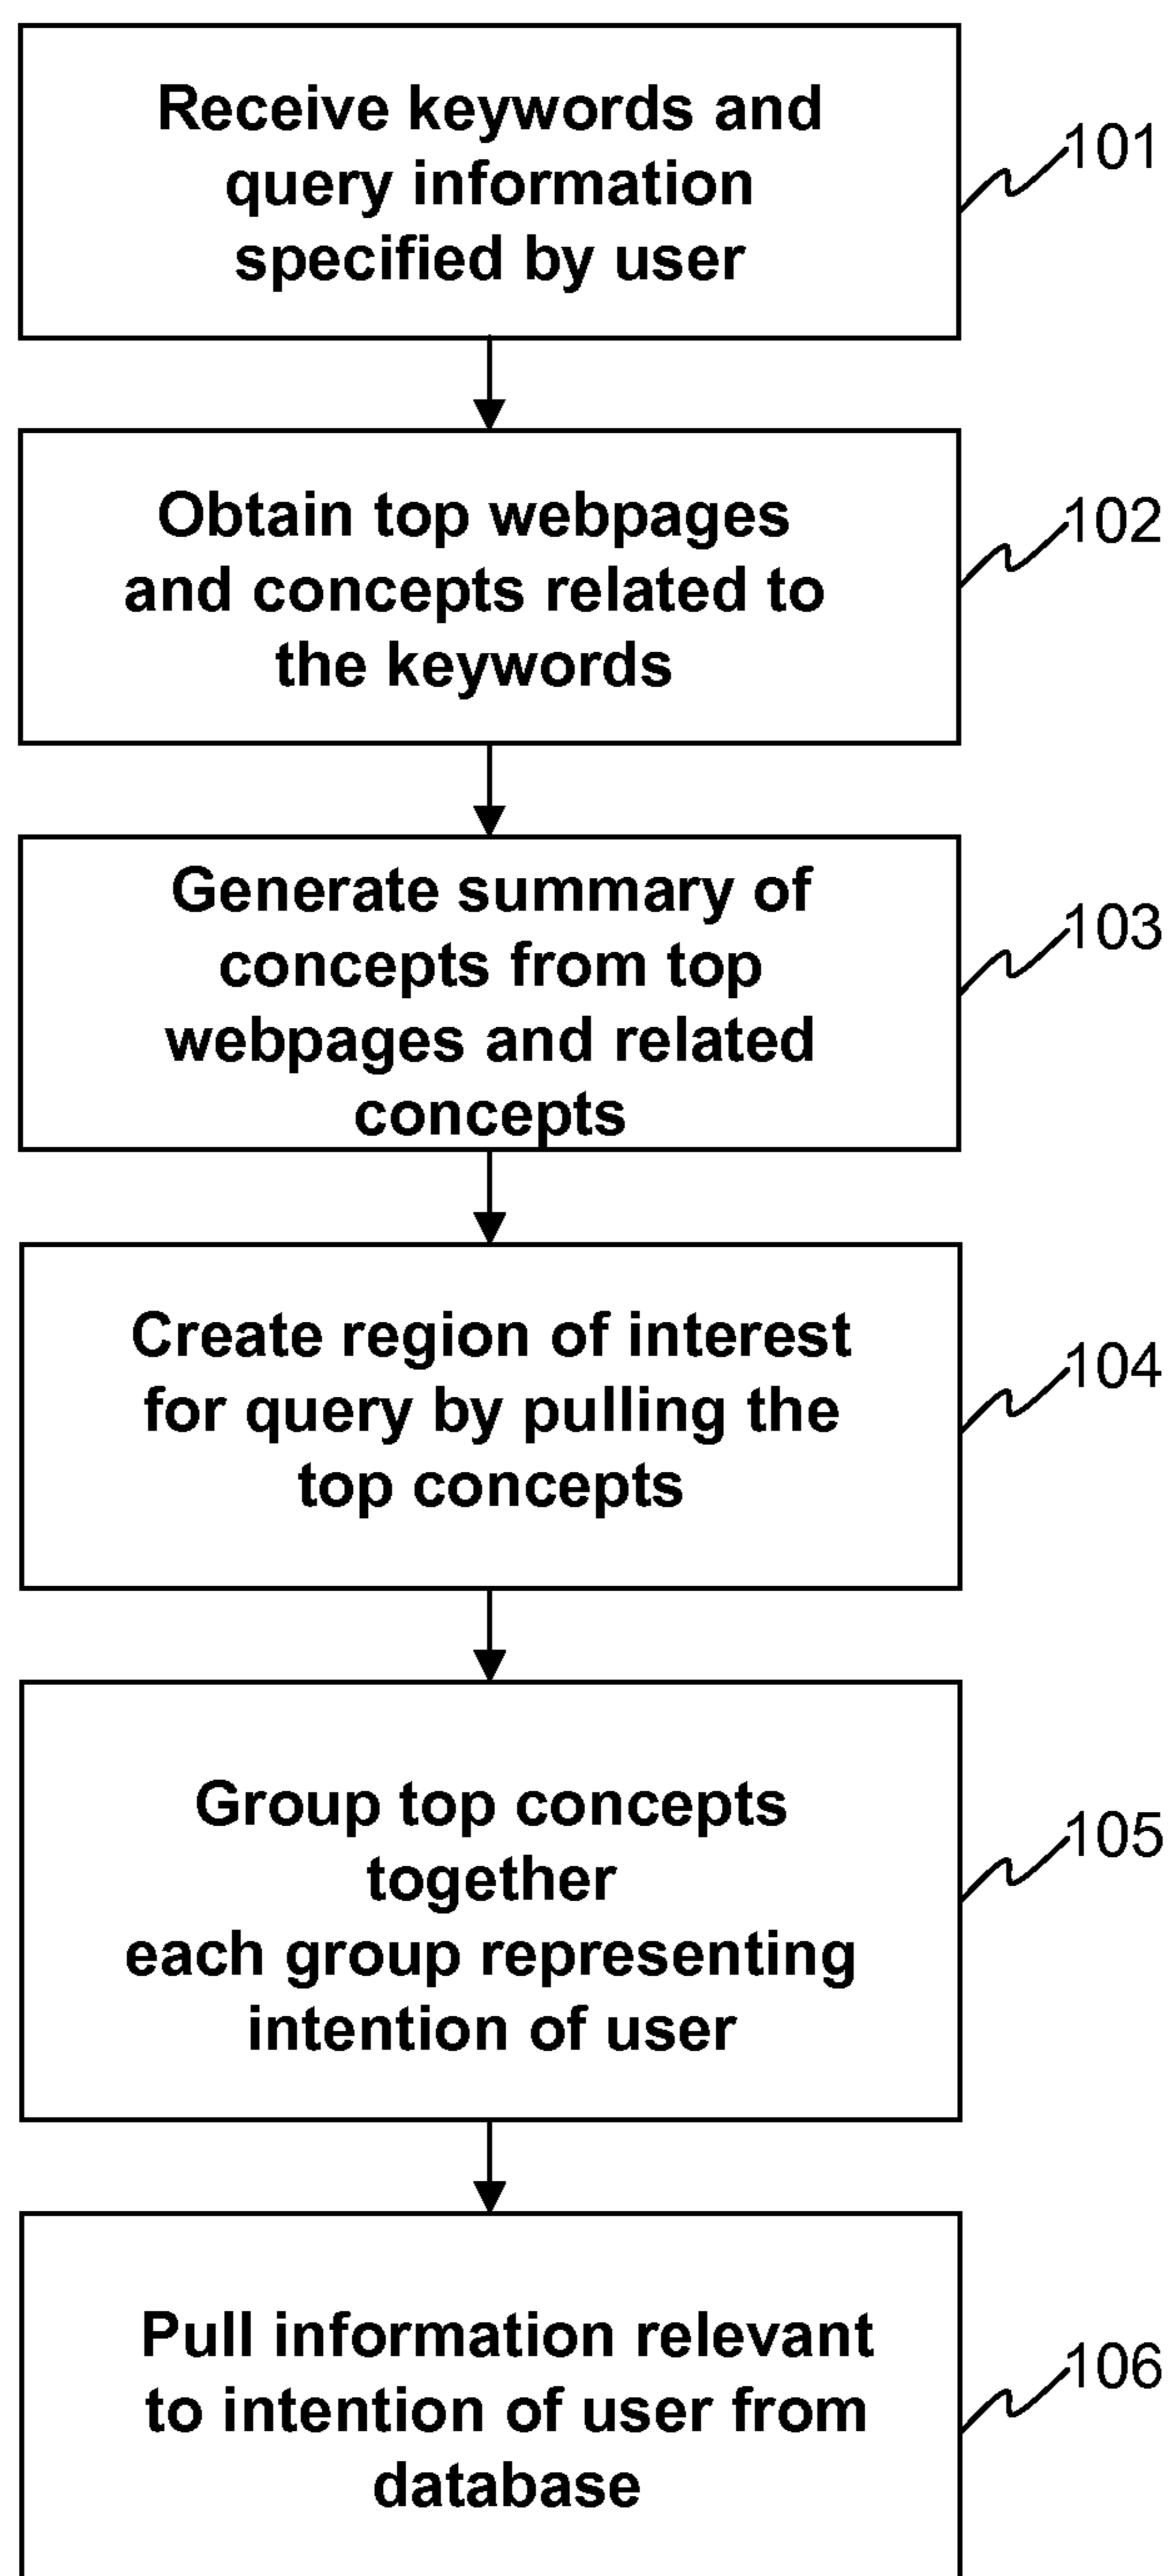 Receive keywords and
query information
specified by user
101
Obtain top webpages
and concepts related to
the keywords
102
Generate summary of
concepts from top
webpages and related
concepts
103
Create region of interest
for query by pulling the
top concepts
104
Group top concepts
together
each group representing
intention of user
105
Pull information relevant
to intention of user from
database
106